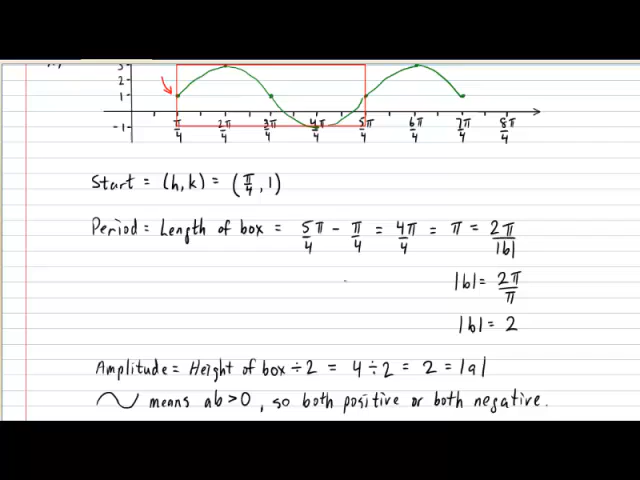 3
2
1
-1
π/4 2π/4 3π/4 4π/4 5π/4 6π/4 7π/4 8π/4
Start = (h, k) = (π/4, 1)
Period = Length of box = 5π/4 - π/4 = 4π/4 = π = 2π/|b|
|b| = 2π/π
|b| = 2
Amplitude = Height of box ÷ 2 = 4 ÷ 2 = 2 = |a|
means ab > 0, so both positive or both negative.